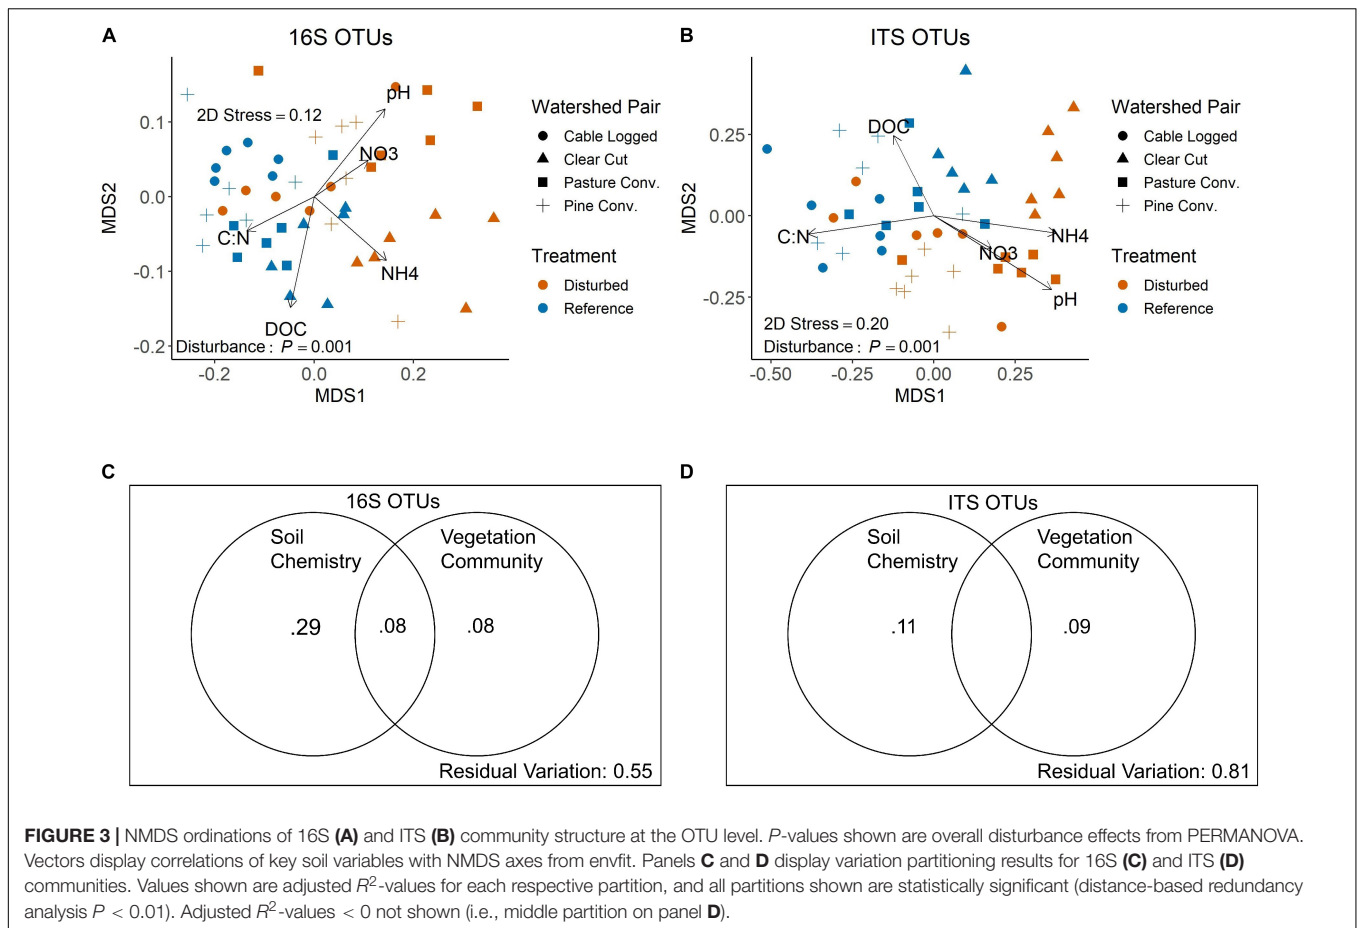 A
16S OTUs
2D Stress = 0.12
pH
NO3
C:N
NH4
DOC
Disturbance : P = 0.001
MDS2
0.1
0.0
-0.1
-0.2
-0.2
0.0
0.2
MDS1
Watershed Pair
Cable Logged
Clear Cut
Pasture Conv.
Pine Conv.
Treatment
Disturbed
Reference
B
ITS OTUs
DOC
C:N
NH4
NO3
pH
2D Stress = 0.20
Disturbance : P = 0.001
MDS2
0.25
0.00
-0.25
-0.50
-0.25
0.00
0.25
MDS1
Watershed Pair
Cable Logged
Clear Cut
Pasture Conv.
Pine Conv.
Treatment
Disturbed
Reference
C
16S OTUs
Soil
Chemistry
Vegetation
Community
.29
.08
.08
Residual Variation: 0.55
D
ITS OTUs
Soil
Chemistry
Vegetation
Community
.11
.09
Residual Variation: 0.81
FIGURE 3 | NMDS ordinations of 16S (A) and ITS (B) community structure at the OTU level. P-values shown are overall disturbance effects from PERMANOVA.
Vectors display correlations of key soil variables with NMDS axes from envfit. Panels C and D display variation partitioning results for 16S (C) and ITS (D)
communities. Values shown are adjusted R²-values for each respective partition, and all partitions shown are statistically significant (distance-based redundancy
analysis P < 0.01). Adjusted R²-values < 0 not shown (i.e., middle partition on panel D).